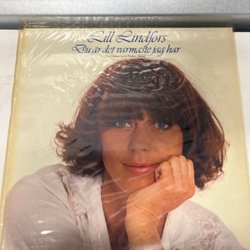 Lill Lindfors
Du är det varmaste jag har